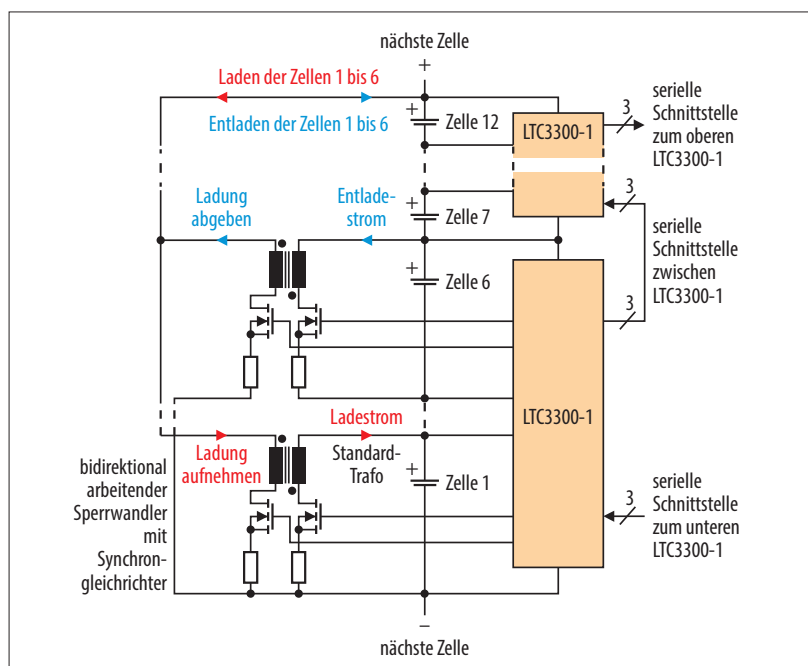 nächste Zelle
+
Laden der Zellen 1 bis 6
Entladen der Zellen 1 bis 6
+
Zelle 12
LTC3300-1
3
serielle
Schnittstelle
zum oberen
LTC3300-1
Ladung
abgeben
Entlade-
strom
+
Zelle 7
3
serielle
Schnittstelle
zwischen
LTC3300-1
+
Zelle 6
3
LTC3300-1
Ladung
aufnehmen
Ladestrom
Standard-
Trafo
+
Zelle 1
bidirektional
arbeitender
Sperrwandler
mit
Synchron-
gleichrichter
3
serielle
Schnittstelle
zum unteren
LTC3300-1
−
nächste Zelle